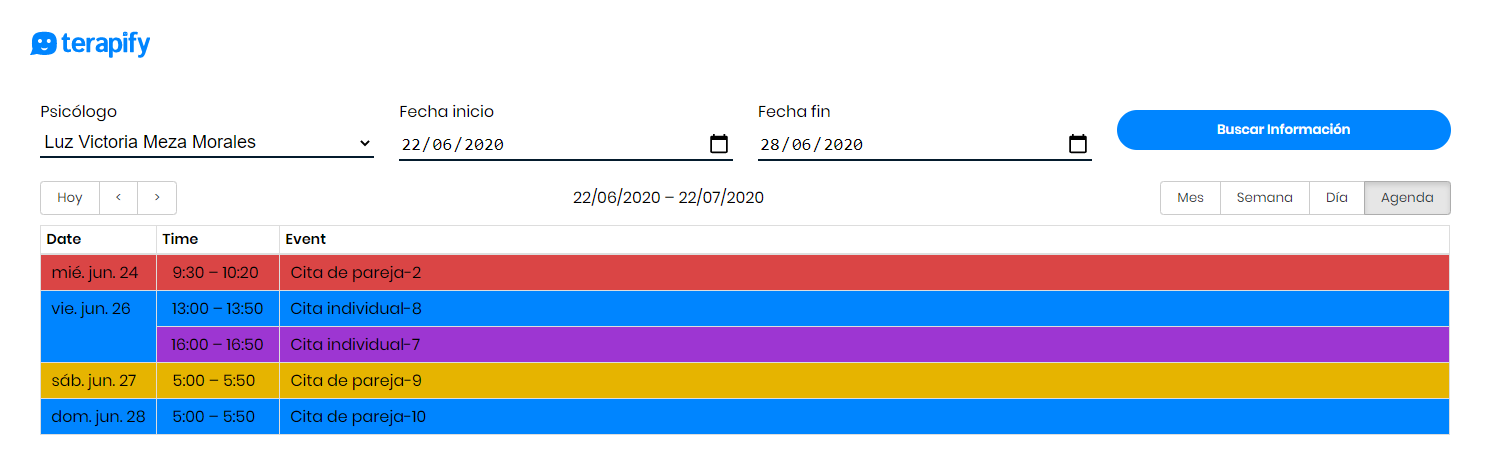 terapify
Psicólogo Fecha inicio Fecha fin
Buscar Información
Luz Victoria Meza Morales 22/06/2020 28/06/2020
Hoy < > 22/06/2020 – 22/07/2020 Mes Semana Día Agenda
Date Time Event
mié. jun. 24 9:30 – 10:20 Cita de pareja-2
vie. jun. 26 13:00 – 13:50 Cita individual-8
16:00 – 16:50 Cita individual-7
sáb. jun. 27 5:00 – 5:50 Cita de pareja-9
dom. jun. 28 5:00 – 5:50 Cita de pareja-10